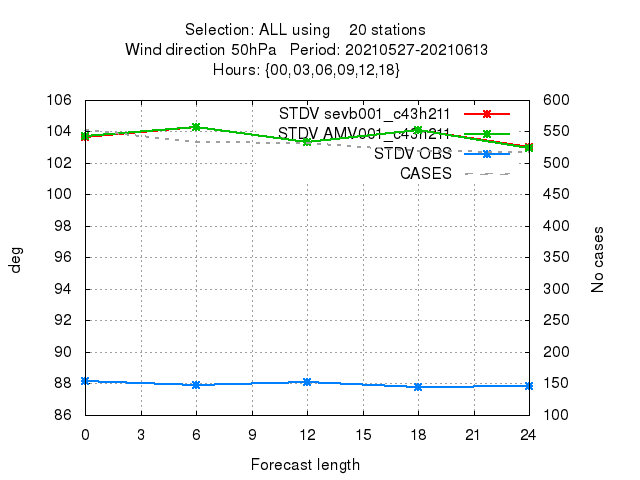 Selection: ALL using    20 stations
Wind direction 50hPa   Period: 20210527-20210613
Hours: {00,03,06,09,12,18}
106 600
STDV sevb001_c43h211
104 STDV AMV001_c43h211 550
STDV OBS
102 500
CASES
100 450
98 400
96 350
94 300
92 250
90 200
88 150
86 100
deg
No cases
0 3 6 9 12 15 18 21 24
Forecast length